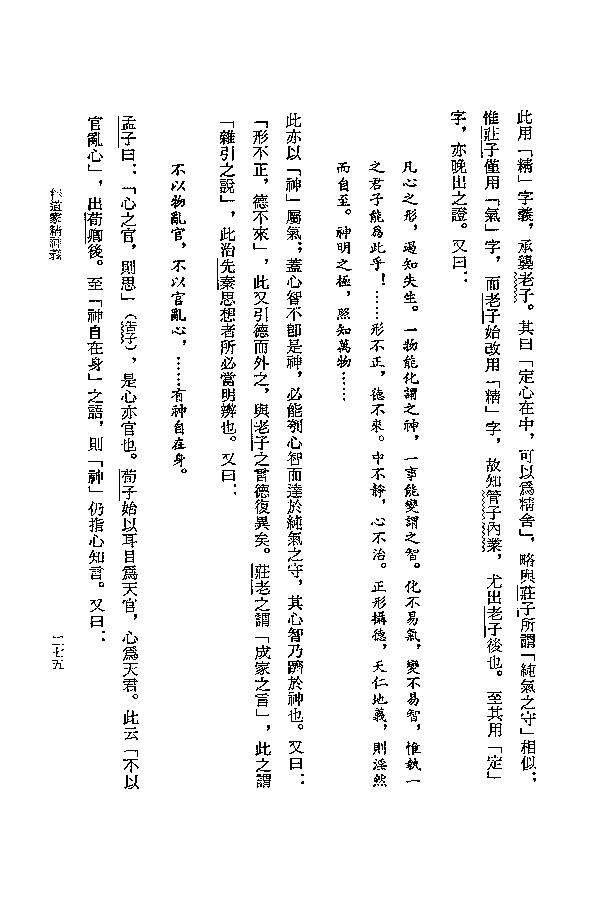 此用「精」字義，承襲老子。其曰「定心在中，可以爲精舍」，略與莊子所謂「純氣之守」相似；
惟莊子僅用「氣」字，而老子始改用「精」字，故知管子內業，尤出老子後也。至其用「定」
字，亦晚出之證。又曰：
凡心之形，過知失生。一物能化謂之神，一事能變謂之智。化不易氣，變不易智，惟執一
之君子能爲此乎！……形不正，德不來。中不靜，心不治。正形攝德，天仁地義，則淫然
而自至。神明之極，照知萬物……
此亦以「神」屬氣；蓋心智不卽是神，必能剜心智而達於純氣之守，其心智乃躋於神也。又曰：
「形不正，德不來」，此又引德而外之，與老子之言德復異矣。莊老之謂「成家之言」，此之謂
「雜引之說」，此治先秦思想者所必當明辨也。又曰：
不以物亂官，不以官亂心，……有神自在身。
孟子曰：「心之官，則思」（告子），是心亦官也。荀子始以耳目爲天官，心爲天君。此云「不以
官亂心」，出荀卿後。至「神自在身」之語，則「神」仍指心知言。又曰：
釋道家精神義
二七五